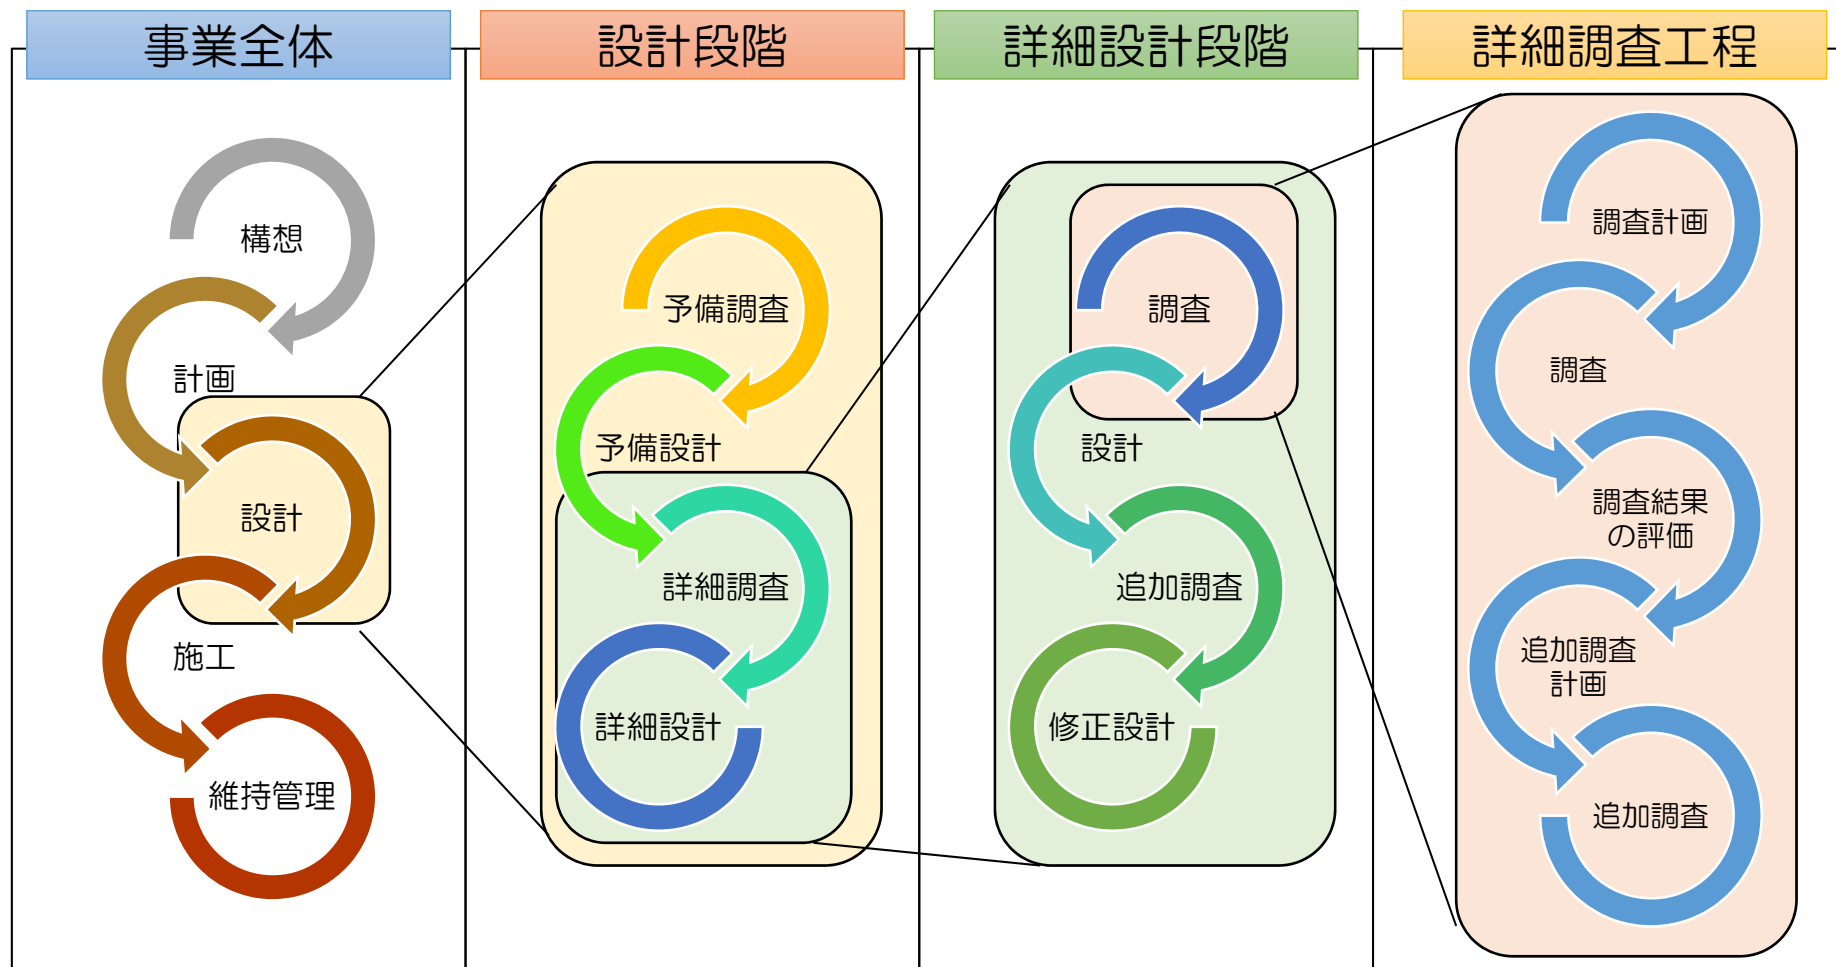 事業全体
設計段階
詳細設計段階
詳細調査工程
構想
計画
設計
施工
維持管理
予備調査
予備設計
詳細調査
詳細設計
調査
設計
追加調査
修正設計
調査計画
調査
調査結果
の評価
追加調査
計画
追加調査